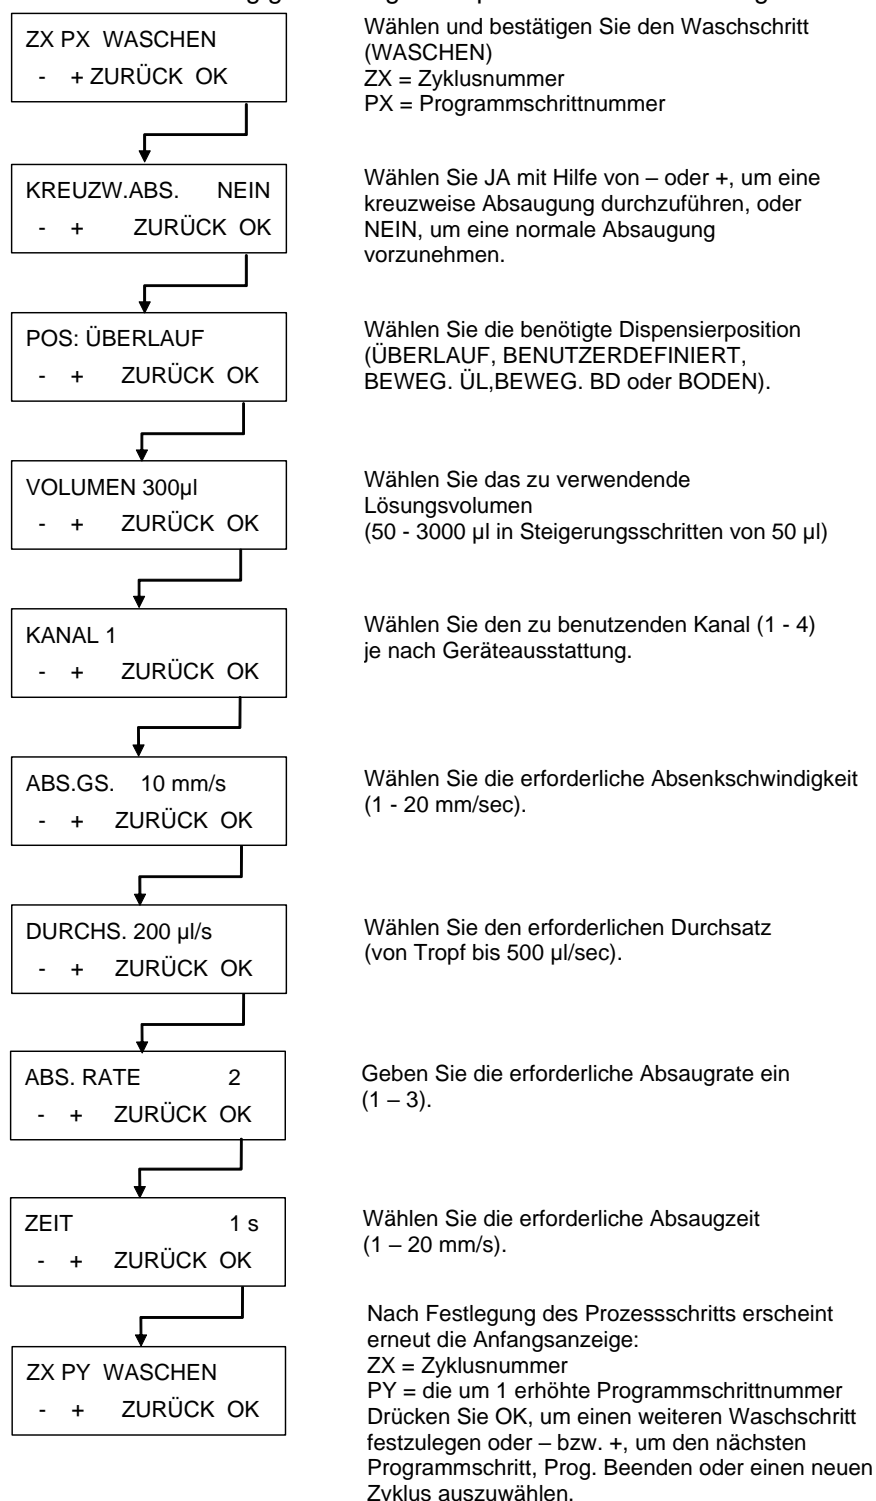 ZX PX WASCHEN
- + ZURÜCK OK
Wählen und bestätigen Sie den Waschschritt
(WASCHEN)
ZX = Zyklusnummer
PX = Programmschrittnummer
KREUZW.ABS. NEIN
- + ZURÜCK OK
Wählen Sie JA mit Hilfe von – oder +, um eine
kreuzweise Absaugung durchzuführen, oder
NEIN, um eine normale Absaugung
vorzunehmen.
POS: ÜBERLAUF
- + ZURÜCK OK
Wählen Sie die benötigte Dispensierposition
(ÜBERLAUF, BENUTZERDEFINIERT,
BEWEG. ÜL,BEWEG. BD oder BODEN).
VOLUMEN 300µl
- + ZURÜCK OK
Wählen Sie das zu verwendende
Lösungsvolumen
(50 - 3000 µl in Steigerungsschritten von 50 µl)
KANAL 1
- + ZURÜCK OK
Wählen Sie den zu benutzenden Kanal (1 - 4)
je nach Geräteausstattung.
ABS.GS. 10 mm/s
- + ZURÜCK OK
Wählen Sie die erforderliche Absenkschwindigkeit
(1 - 20 mm/sec).
DURCHS. 200 µl/s
- + ZURÜCK OK
Wählen Sie den erforderlichen Durchsatz
(von Tropf bis 500 µl/sec).
ABS. RATE 2
- + ZURÜCK OK
Geben Sie die erforderliche Absaugrate ein
(1 – 3).
ZEIT 1 s
- + ZURÜCK OK
Wählen Sie die erforderliche Absaugzeit
(1 – 20 mm/s).
ZX PY WASCHEN
- + ZURÜCK OK
Nach Festlegung des Prozessschritts erscheint
erneut die Anfangsanzeige:
ZX = Zyklusnummer
PY = die um 1 erhöhte Programmschrittnummer
Drücken Sie OK, um einen weiteren Waschschritt
festzulegen oder – bzw. +, um den nächsten
Programmschritt, Prog. Beenden oder einen neuen
Zyklus auszuwählen.